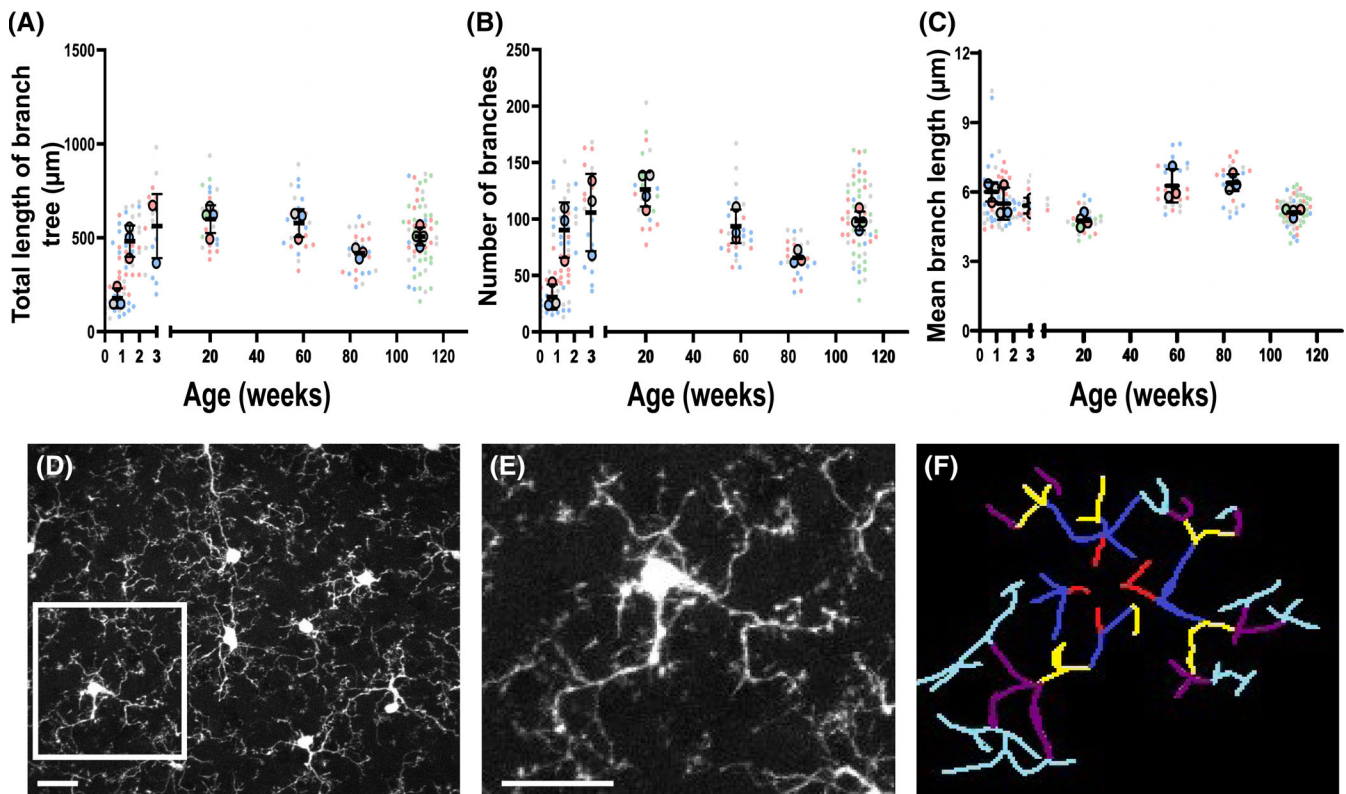 (A)
Total length of branch
tree (µm)
1500
1000
500
0
0 1 2 3 20 40 60 80 100 120
Age (weeks)
(B)
Number of branches
250
200
150
100
50
0
0 1 2 3 20 40 60 80 100 120
Age (weeks)
(C)
Mean branch length (µm)
12
9
6
3
0
0 1 2 3 20 40 60 80 100 120
Age (weeks)
(D)
(E)
(F)